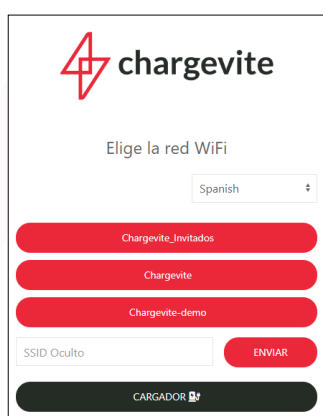 chargevite
Elige la red WiFi
Spanish
Chargevite_Invitados
Chargevite
Chargevite-demo
SSID Oculto
ENVIAR
CARGADOR